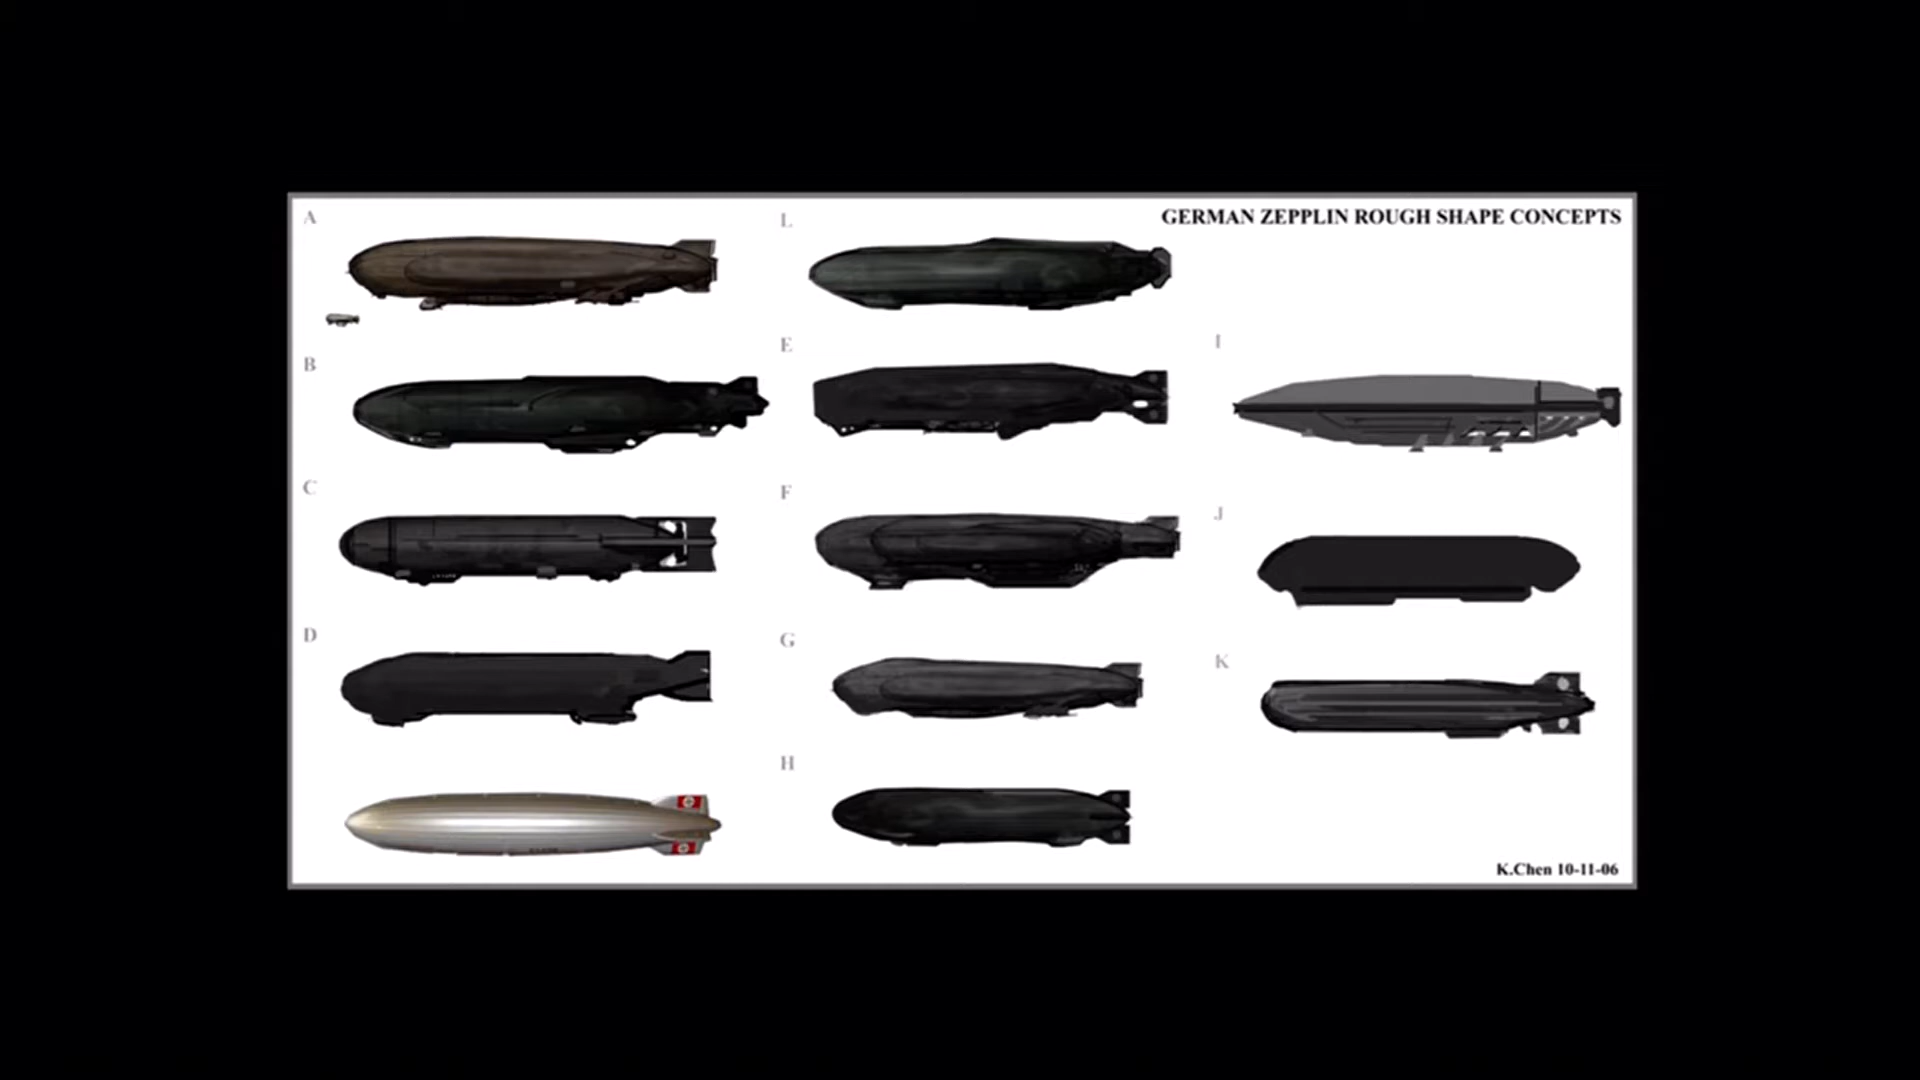 GERMAN ZEPPLIN ROUGH SHAPE CONCEPTS
A
B
C
D
L
E
F
G
H
I
J
K
K.Chen 10-11-06